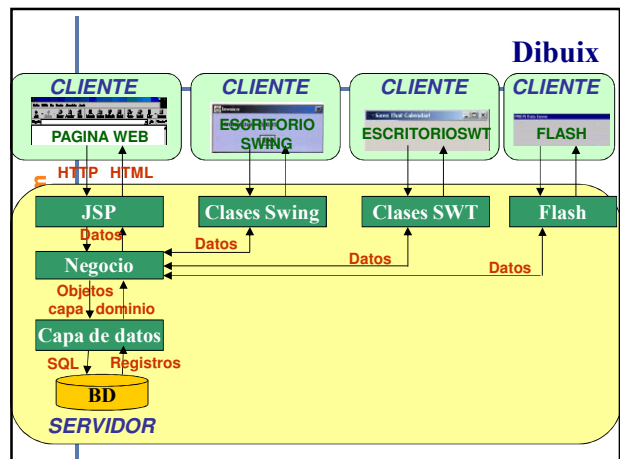 Dibuix
CLIENTE
CLIENTE
CLIENTE
CLIENTE
PAGINA WEB
ESCRITORIO
SWING
ESCRITORIOSWT
FLASH
HTTP HTML
JSP
Clases Swing
Clases SWT
Flash
Datos
Datos
Datos
Datos
Negocio
Objetos
capa dominio
Capa de datos
SQL Registros
BD
SERVIDOR